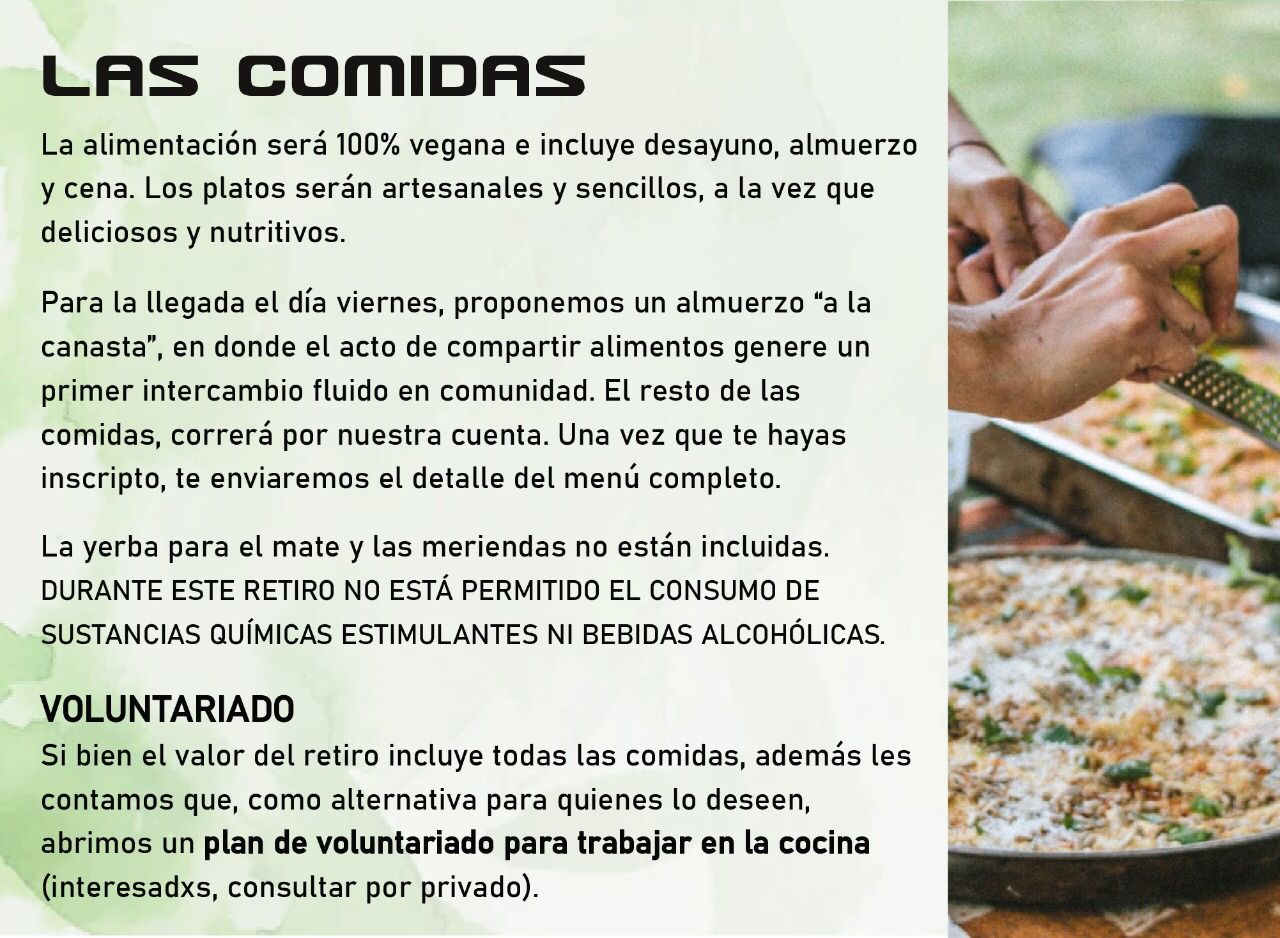 LAS COMIDAS
La alimentación será 100% vegana e incluye desayuno, almuerzo
y cena. Los platos serán artesanales y sencillos, a la vez que
deliciosos y nutritivos.
Para la llegada el día viernes, proponemos un almuerzo “a la
canasta”, en donde el acto de compartir alimentos genere un
primer intercambio fluido en comunidad. El resto de las
comidas, correrá por nuestra cuenta. Una vez que te hayas
inscripto, te enviaremos el detalle del menú completo.
La yerba para el mate y las meriendas no están incluidas.
DURANTE ESTE RETIRO NO ESTÁ PERMITIDO EL CONSUMO DE
SUSTANCIAS QUÍMICAS ESTIMULANTES NI BEBIDAS ALCOHÓLICAS.
VOLUNTARIADO
Si bien el valor del retiro incluye todas las comidas, además les
contamos que, como alternativa para quienes lo deseen,
abrimos un plan de voluntariado para trabajar en la cocina
(interesadxs, consultar por privado).